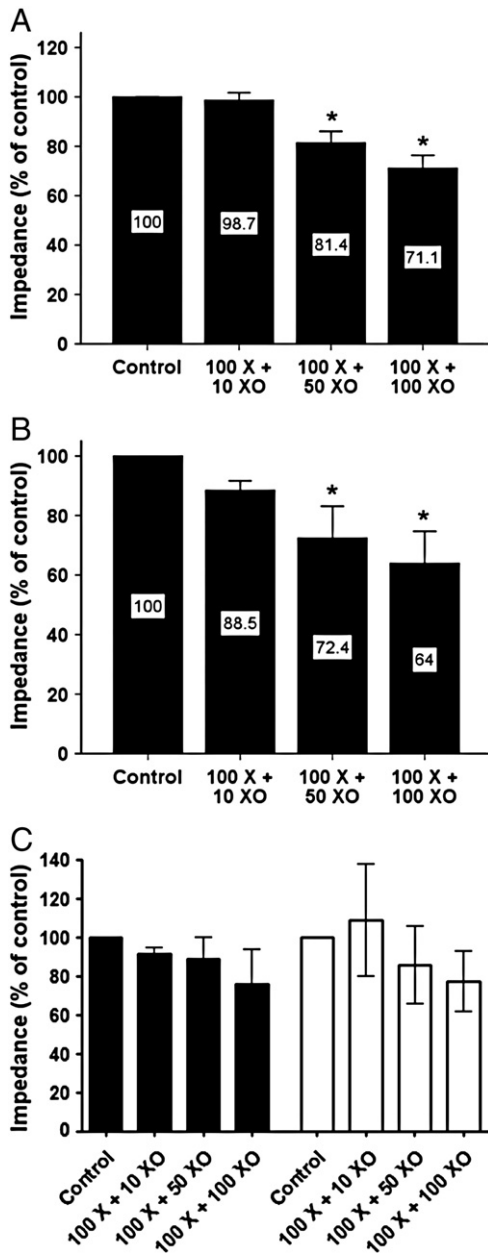 A
Impedance (% of control)
120
100
80
60
40
20
0
100
98.7
*
81.4
*
71.1
Control
100 X +
10 XO
100 X +
50 XO
100 X +
100 XO
B
Impedance (% of control)
100
80
60
40
20
0
100
88.5
*
72.4
*
64
Control
100 X +
10 XO
100 X +
50 XO
100 X +
100 XO
C
Impedance (% of control)
140
120
100
80
60
40
20
0
Control
100 X + 10 XO
100 X + 50 XO
100 X + 100 XO
Control
100 X + 10 XO
100 X + 50 XO
100 X + 100 XO